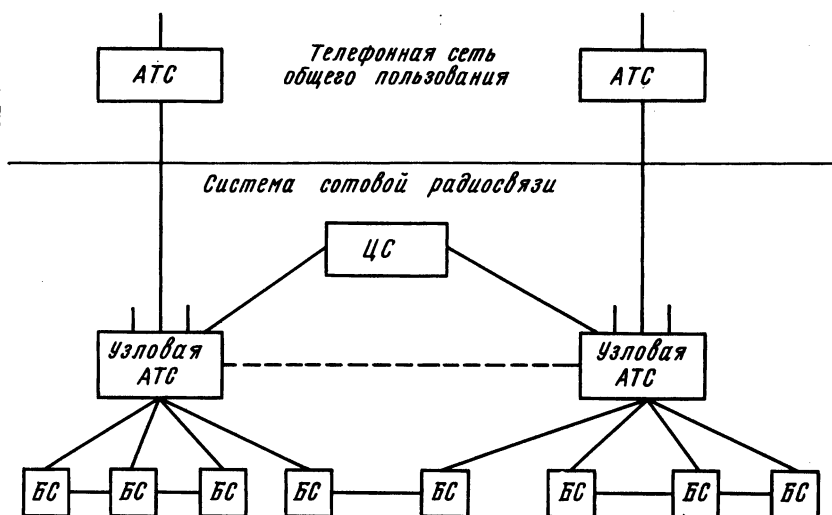 АТС
Телефонная сеть
общего пользования
АТС
Система сотовой радиосвязи
ЦС
Узловая
АТС
Узловая
АТС
БС
БС
БС
БС
БС
БС
БС
БС